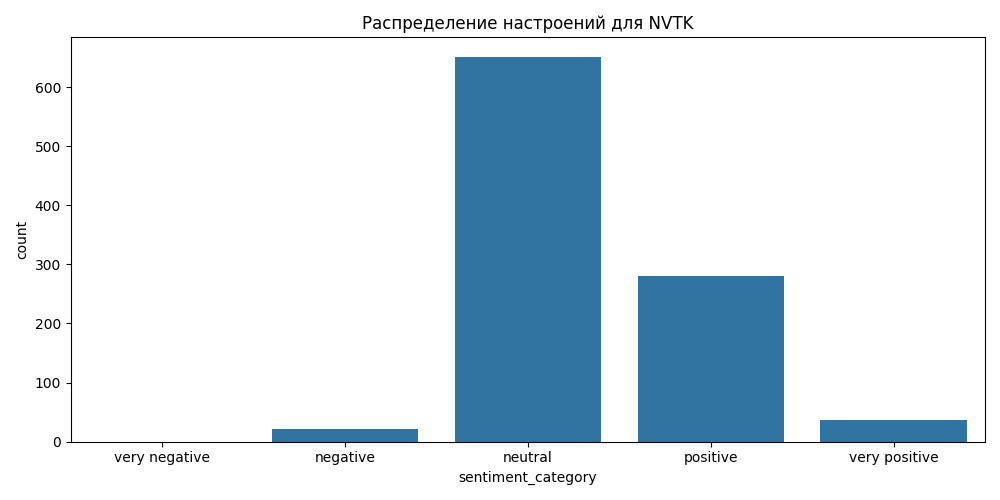 Распределение настроений для NVTK
count
600
500
400
300
200
100
0
very negative
negative
neutral
positive
very positive
sentiment_category